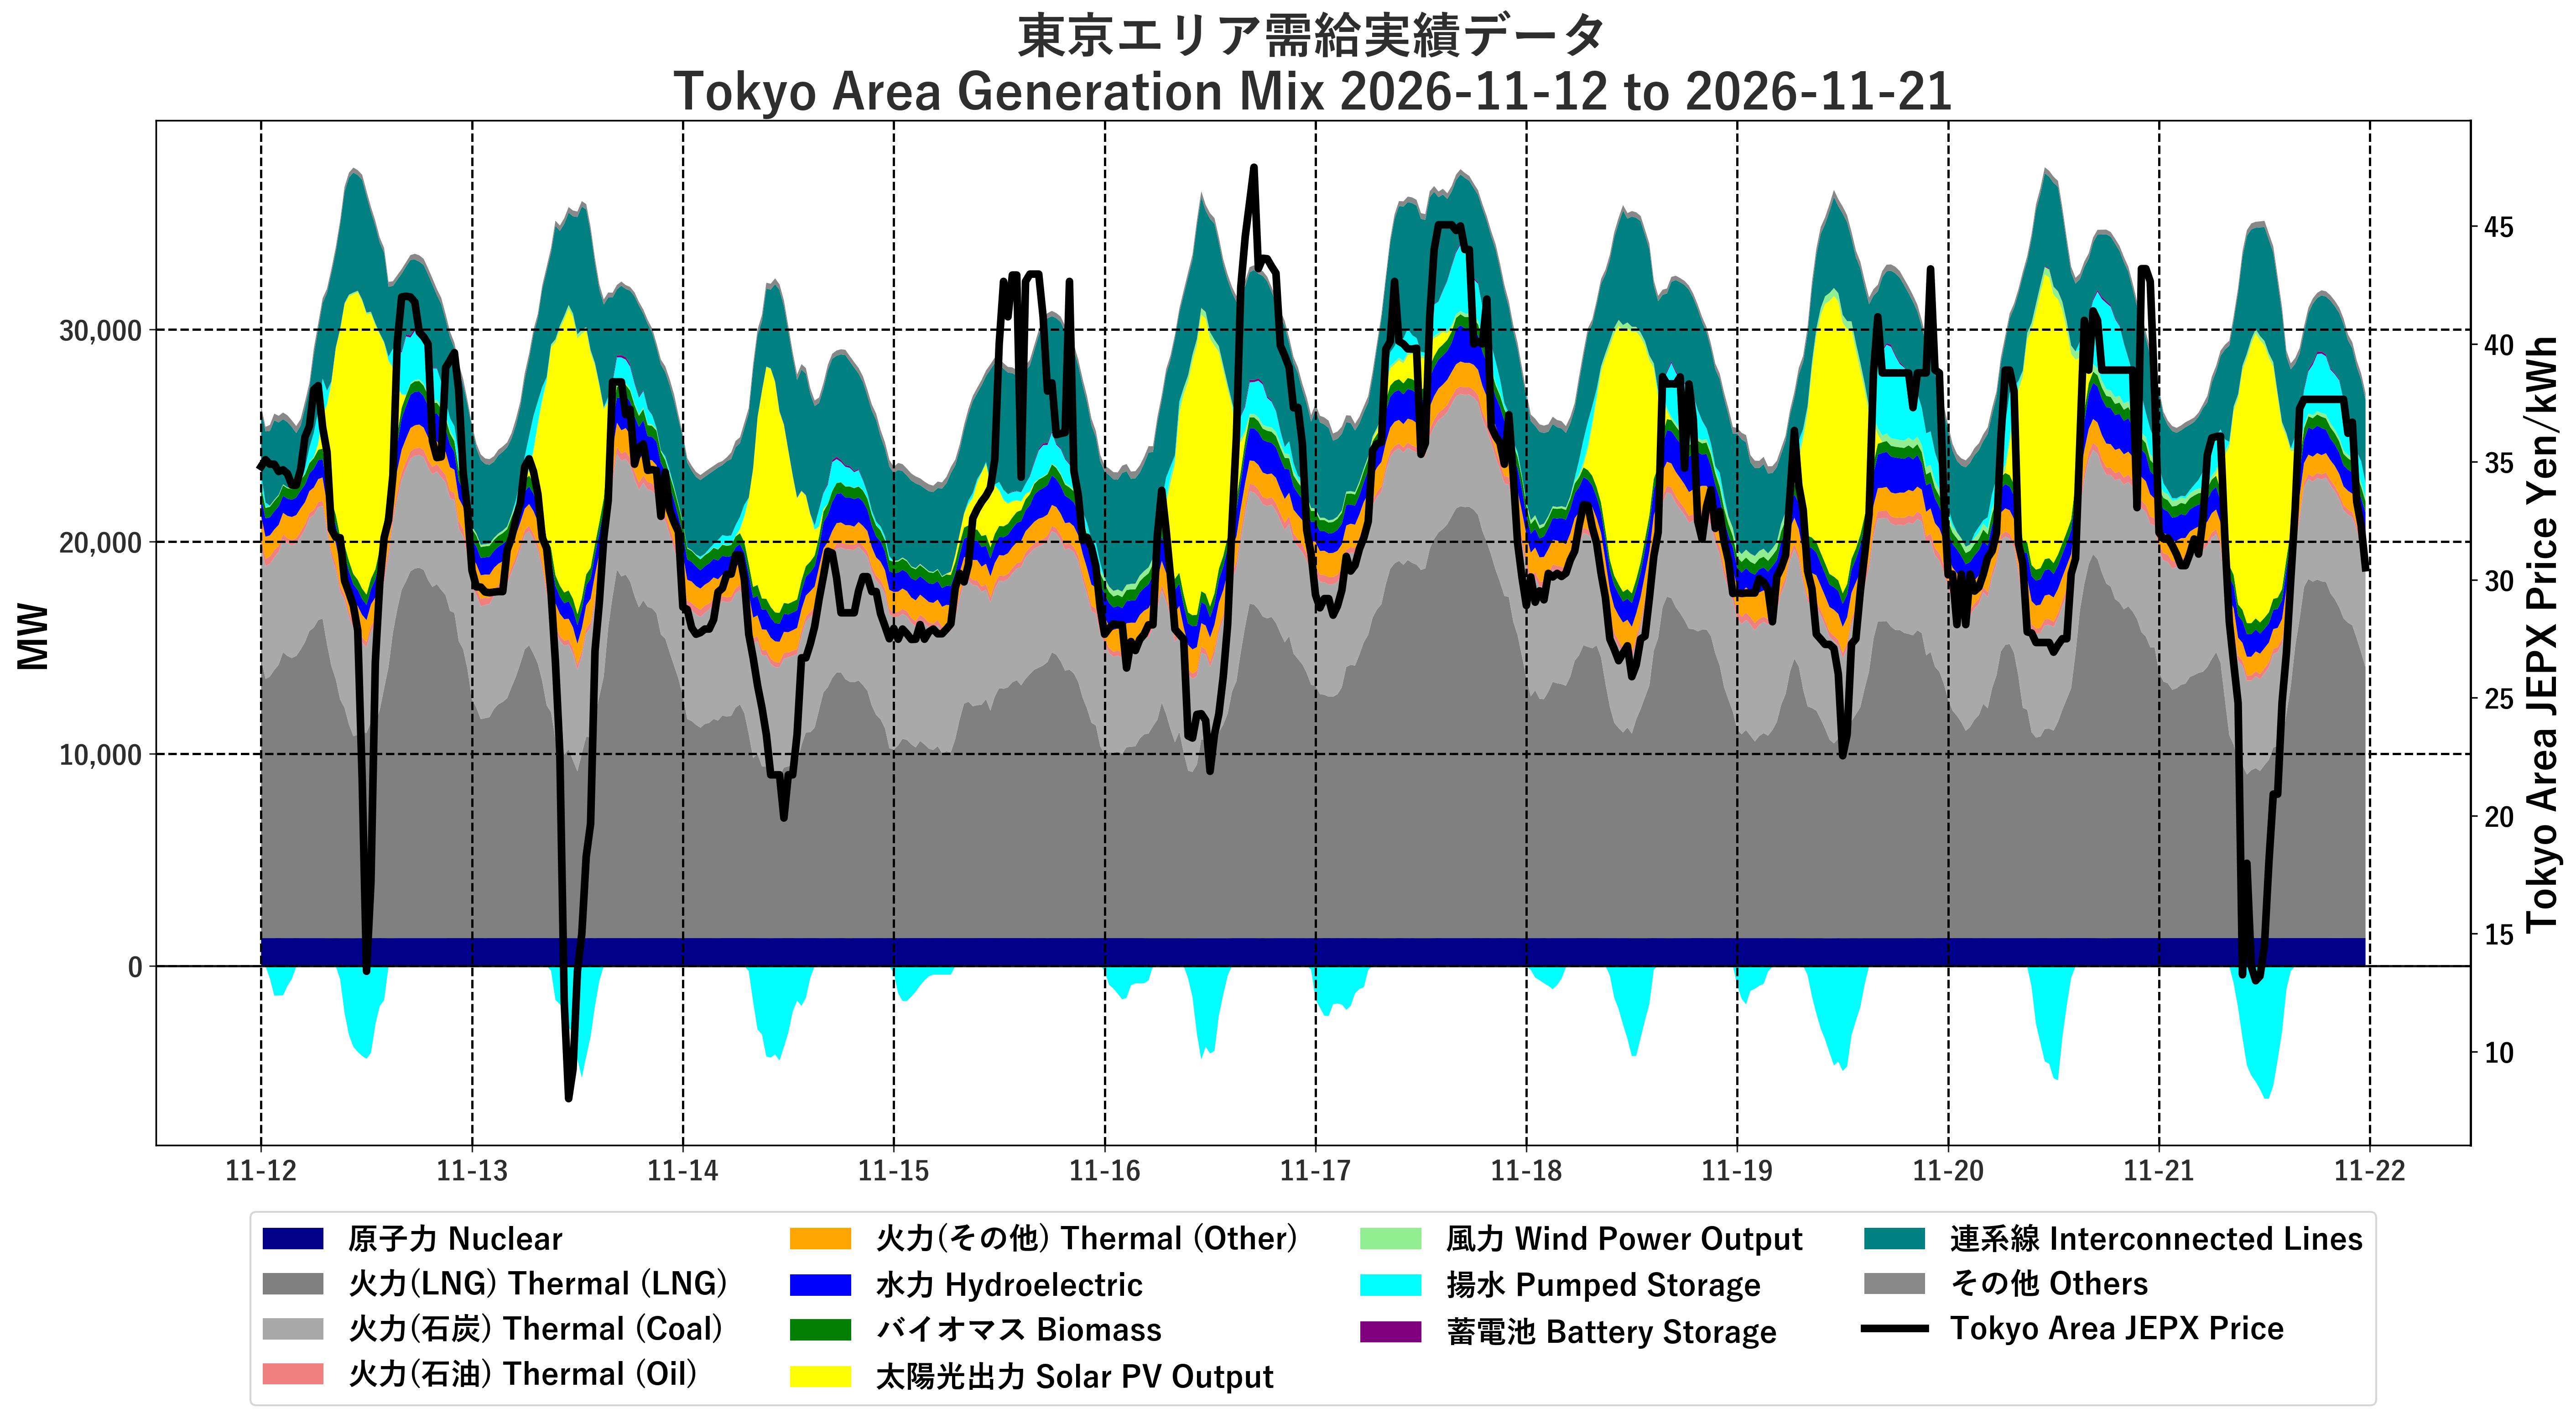 東京エリア需給実績データ
Tokyo Area Generation Mix 2026-11-12 to 2026-11-21
MW
30,000
20,000
10,000
0
45
40
35
30
25
20
15
10
Tokyo Area JEPX Price Yen/kWh
11-12
11-13
11-14
11-15
11-16
11-17
11-18
11-19
11-20
11-21
11-22
原子力 Nuclear
火力(LNG) Thermal (LNG)
火力(石炭) Thermal (Coal)
火力(石油) Thermal (Oil)
火力(その他) Thermal (Other)
水力 Hydroelectric
バイオマス Biomass
太陽光出力 Solar PV Output
風力 Wind Power Output
揚水 Pumped Storage
蓄電池 Battery Storage
連系線 Interconnected Lines
その他 Others
Tokyo Area JEPX Price